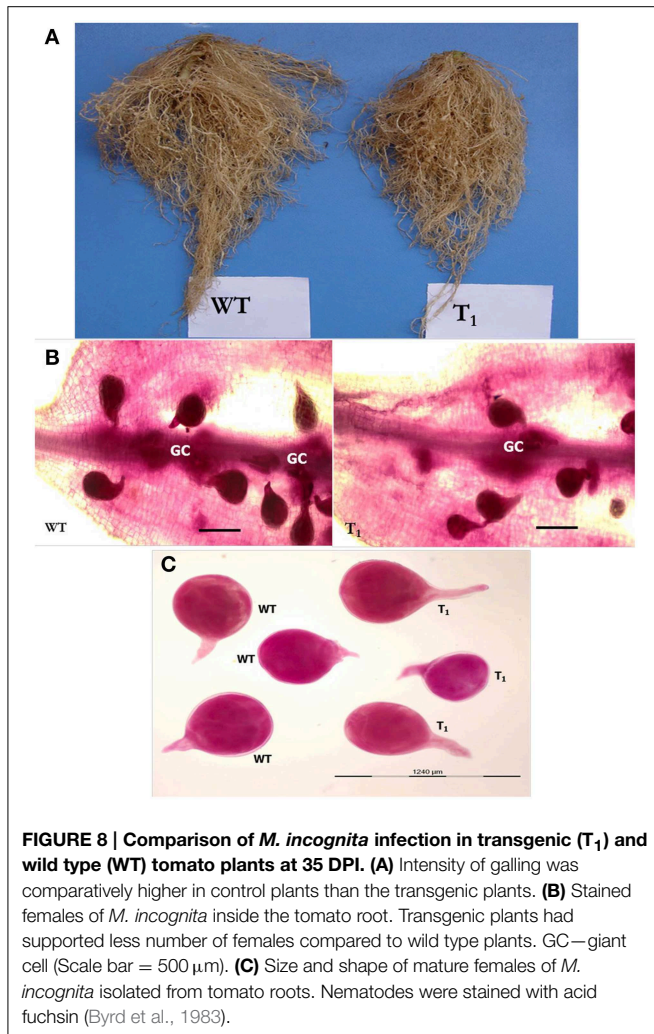 A
WT
T1
B
GC
GC
WT
GC
T1
C
WT
T1
WT
T1
WT
T1
1240 µm
FIGURE 8 | Comparison of M. incognita infection in transgenic (T1) and
wild type (WT) tomato plants at 35 DPI. (A) Intensity of galling was
comparatively higher in control plants than the transgenic plants. (B) Stained
females of M. incognita inside the tomato root. Transgenic plants had
supported less number of females compared to wild type plants. GC—giant
cell (Scale bar = 500 µm). (C) Size and shape of mature females of M.
incognita isolated from tomato roots. Nematodes were stained with acid
fuchsin (Byrd et al., 1983).